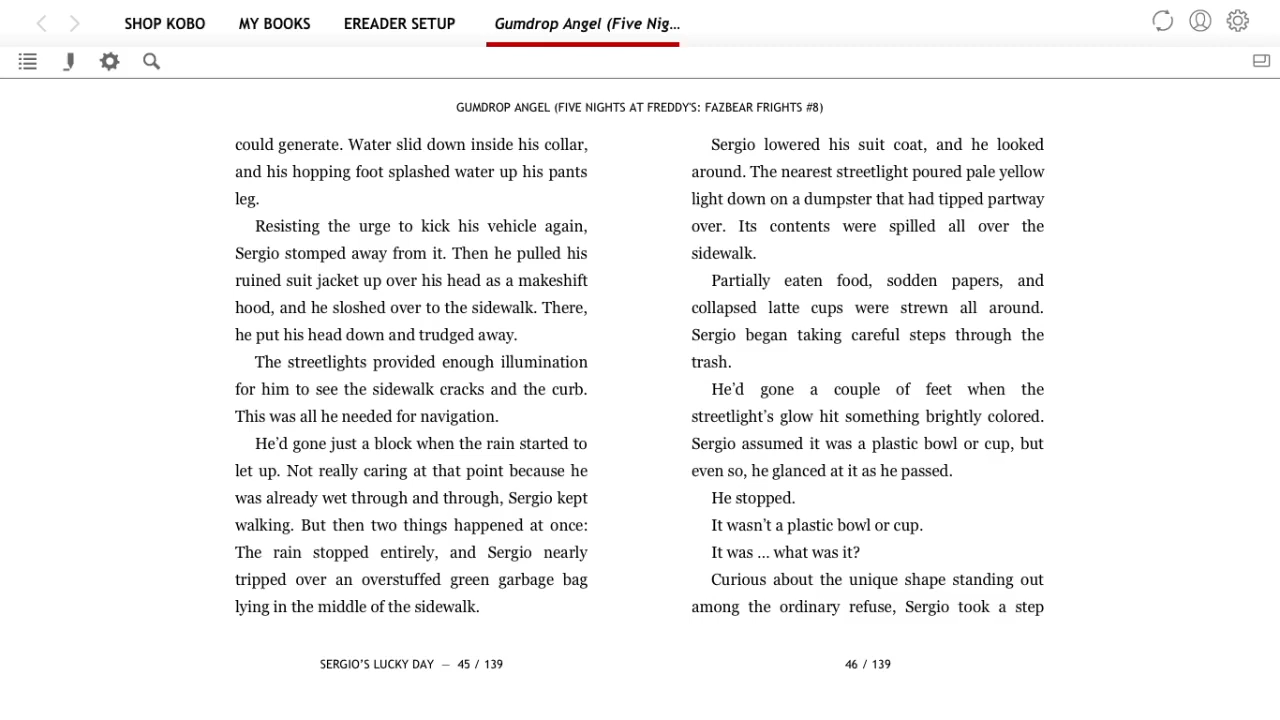 SHOP KOBO MY BOOKS EREADER SETUP Gumdrop Angel (Five Nig...
GUMDROP ANGEL (FIVE NIGHTS AT FREDDY'S: FAZBEAR FRIGHTS #8)
could generate. Water slid down inside his collar,
and his hopping foot splashed water up his pants
leg.
Resisting the urge to kick his vehicle again,
Sergio stomped away from it. Then he pulled his
ruined suit jacket up over his head as a makeshift
hood, and he sloshed over to the sidewalk. There,
he put his head down and trudged away.
The streetlights provided enough illumination
for him to see the sidewalk cracks and the curb.
This was all he needed for navigation.
He’d gone just a block when the rain started to
let up. Not really caring at that point because he
was already wet through and through, Sergio kept
walking. But then two things happened at once:
The rain stopped entirely, and Sergio nearly
tripped over an overstuffed green garbage bag
lying in the middle of the sidewalk.
SERGIO’S LUCKY DAY — 45 / 139
Sergio lowered his suit coat, and he looked
around. The nearest streetlight poured pale yellow
light down on a dumpster that had tipped partway
over. Its contents were spilled all over the
sidewalk.
Partially eaten food, sodden papers, and
collapsed latte cups were strewn all around.
Sergio began taking careful steps through the
trash.
He’d gone a couple of feet when the
streetlight’s glow hit something brightly colored.
Sergio assumed it was a plastic bowl or cup, but
even so, he glanced at it as he passed.
He stopped.
It wasn’t a plastic bowl or cup.
It was ... what was it?
Curious about the unique shape standing out
among the ordinary refuse, Sergio took a step
46 / 139